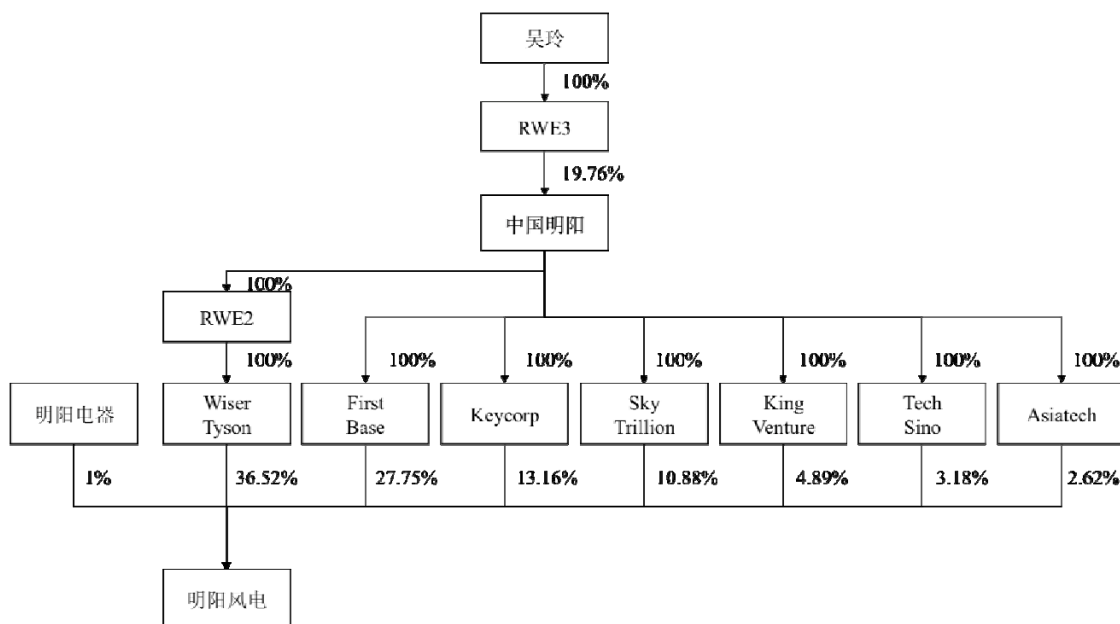 吴玲
100%
RWE3
19.76%
中国明阳
100%
RWE2
100%
100%
100%
100%
100%
100%
100%
明阳电器
Wiser
Tyson
First
Base
Keycorp
Sky
Trillion
King
Venture
Tech
Sino
Asiatech
1%
36.52%
27.75%
13.16%
10.88%
4.89%
3.18%
2.62%
明阳风电